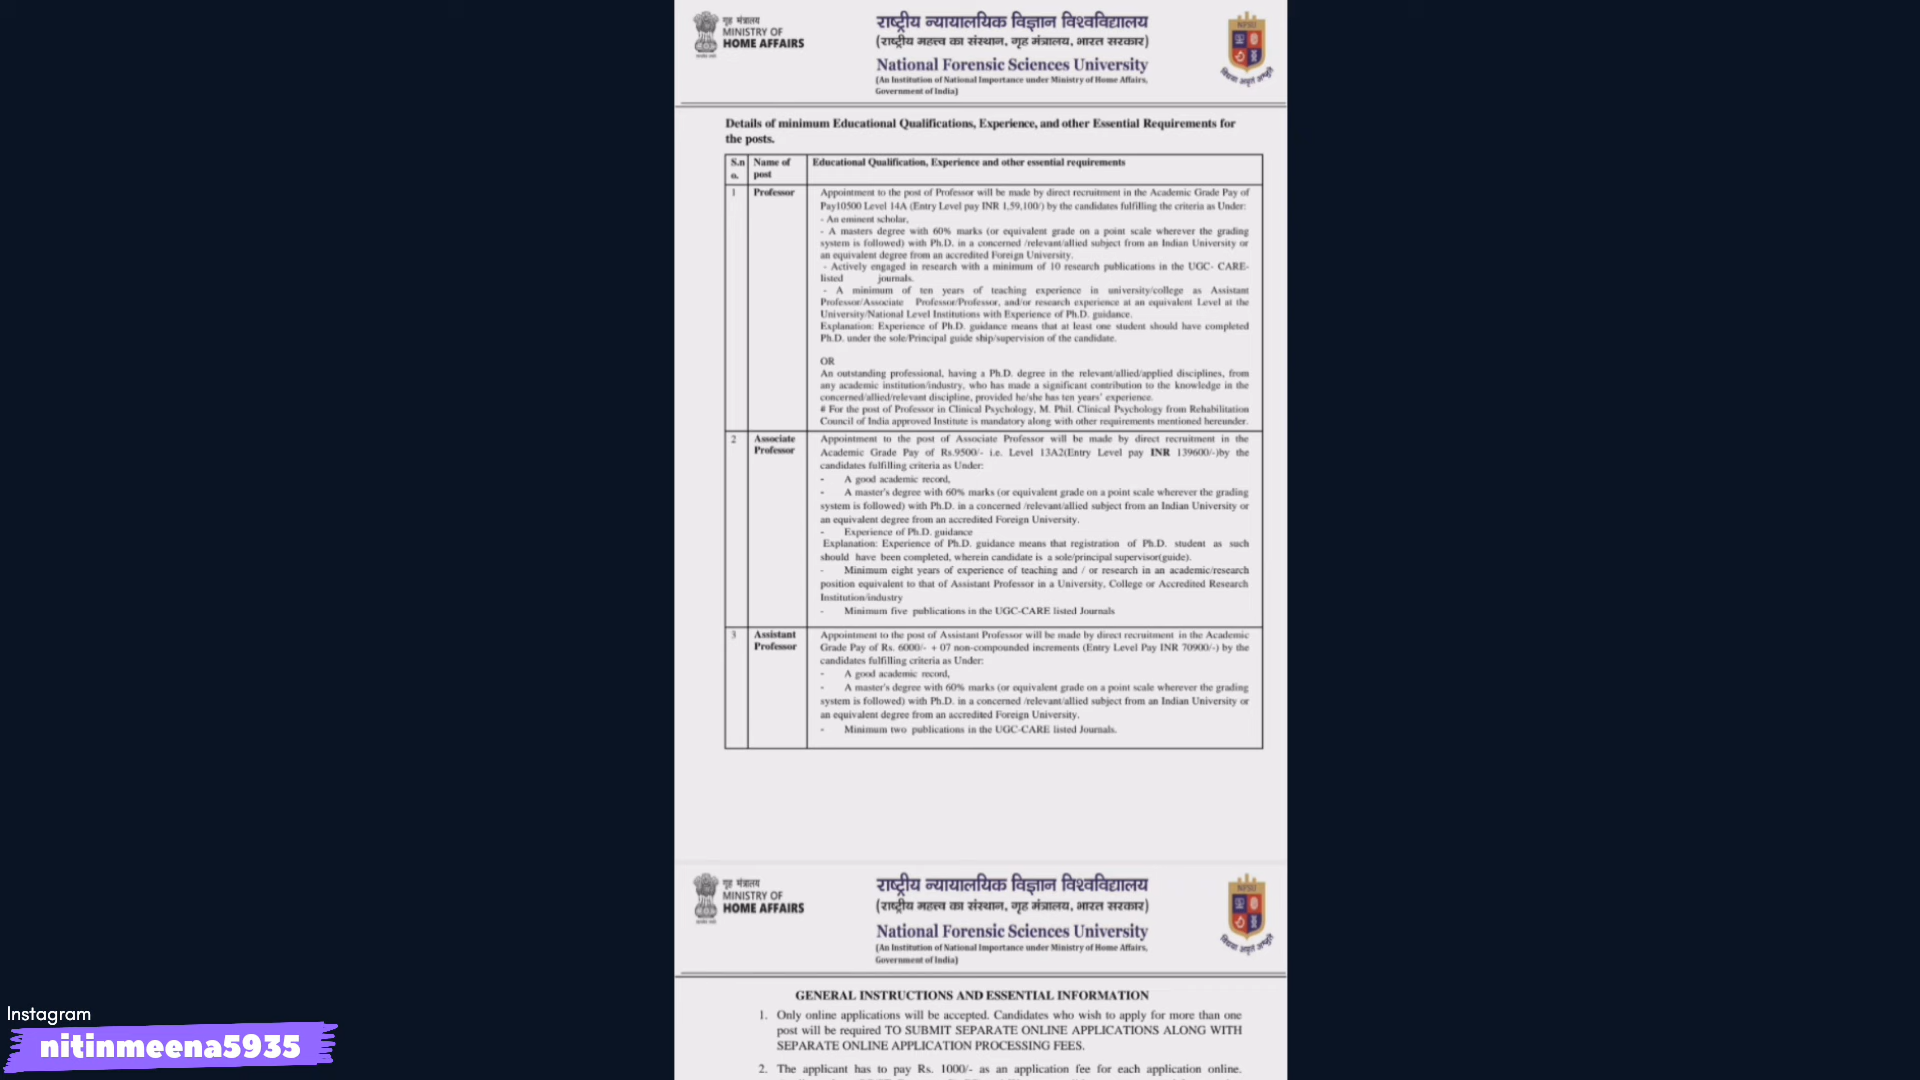 गृह मंत्रालय
MINISTRY OF
HOME AFFAIRS
राष्ट्रीय न्यायालयिक विज्ञान विश्वविद्यालय
(राष्ट्रीय महत्त्व का संस्थान, गृह मंत्रालय, भारत सरकार)
National Forensic Sciences University
(An Institution of National Importance under Ministry of Home Affairs,
Government of India)
NFSU
Details of minimum Educational Qualifications, Experience, and other Essential Requirements for
the posts.
S.n
o.
Name of
post
Educational Qualification, Experience and other essential requirements
1
Professor
Appointment to the post of Professor will be made by direct recruitment in the Academic Grade Pay of
Pay10500 Level 14A (Entry Level pay INR 1,59,100/) by the candidates fulfilling the criteria as Under:
- An eminent scholar,
- A masters degree with 60% marks (or equivalent grade on a point scale wherever the grading
system is followed) with Ph.D. in a concerned /relevant/allied subject from an Indian University or
an equivalent degree from an accredited Foreign University.
- Actively engaged in research with a minimum of 10 research publications in the UGC- CARE-
listed journals.
- A minimum of ten years of teaching experience in university/college as Assistant
Professor/Associate Professor/Professor, and/or research experience at an equivalent Level at the
University/National Level Institutions with Experience of Ph.D. guidance.
Explanation: Experience of Ph.D. guidance means that at least one student should have completed
Ph.D. under the sole/Principal guide ship/supervision of the candidate.
OR
An outstanding professional, having a Ph.D. degree in the relevant/allied/applied disciplines, from
any academic institution/industry, who has made a significant contribution to the knowledge in the
concerned/allied/relevant discipline, provided he/she has ten years' experience.
# For the post of Professor in Clinical Psychology, M. Phil. Clinical Psychology from Rehabilitation
Council of India approved Institute is mandatory along with other requirements mentioned hereunder.
2
Associate
Professor
Appointment to the post of Associate Professor will be made by direct recruitment in the
Academic Grade Pay of Rs.9500/- i.e. Level 13A2(Entry Level pay INR 139600/-)by the
candidates fulfilling criteria as Under:
- A good academic record,
- A master's degree with 60% marks (or equivalent grade on a point scale wherever the grading
system is followed) with Ph.D. in a concerned /relevant/allied subject from an Indian University or
an equivalent degree from an accredited Foreign University.
- Experience of Ph.D. guidance
Explanation: Experience of Ph.D. guidance means that registration of Ph.D. student as such
should have been completed, wherein candidate is a sole/principal supervisor(guide).
- Minimum eight years of experience of teaching and / or research in an academic/research
position equivalent to that of Assistant Professor in a University, College or Accredited Research
Institution/industry
- Minimum five publications in the UGC-CARE listed Journals
3
Assistant
Professor
Appointment to the post of Assistant Professor will be made by direct recruitment in the Academic
Grade Pay of Rs. 6000/- + 07 non-compounded increments (Entry Level Pay INR 70900/-) by the
candidates fulfilling criteria as Under:
- A good academic record,
- A master's degree with 60% marks (or equivalent grade on a point scale wherever the grading
system is followed) with Ph.D. in a concerned /relevant/allied subject from an Indian University or
an equivalent degree from an accredited Foreign University.
- Minimum two publications in the UGC-CARE listed Journals.
गृह मंत्रालय
MINISTRY OF
HOME AFFAIRS
राष्ट्रीय न्यायालयिक विज्ञान विश्वविद्यालय
(राष्ट्रीय महत्त्व का संस्थान, गृह मंत्रालय, भारत सरकार)
National Forensic Sciences University
(An Institution of National Importance under Ministry of Home Affairs,
Government of India)
NFSU
GENERAL INSTRUCTIONS AND ESSENTIAL INFORMATION
1. Only online applications will be accepted. Candidates who wish to apply for more than one
post will be required TO SUBMIT SEPARATE ONLINE APPLICATIONS ALONG WITH
SEPARATE ONLINE APPLICATION PROCESSING FEES.
2. The applicant has to pay Rs. 1000/- as an application fee for each application online.
Instagram
nitinmeena5935